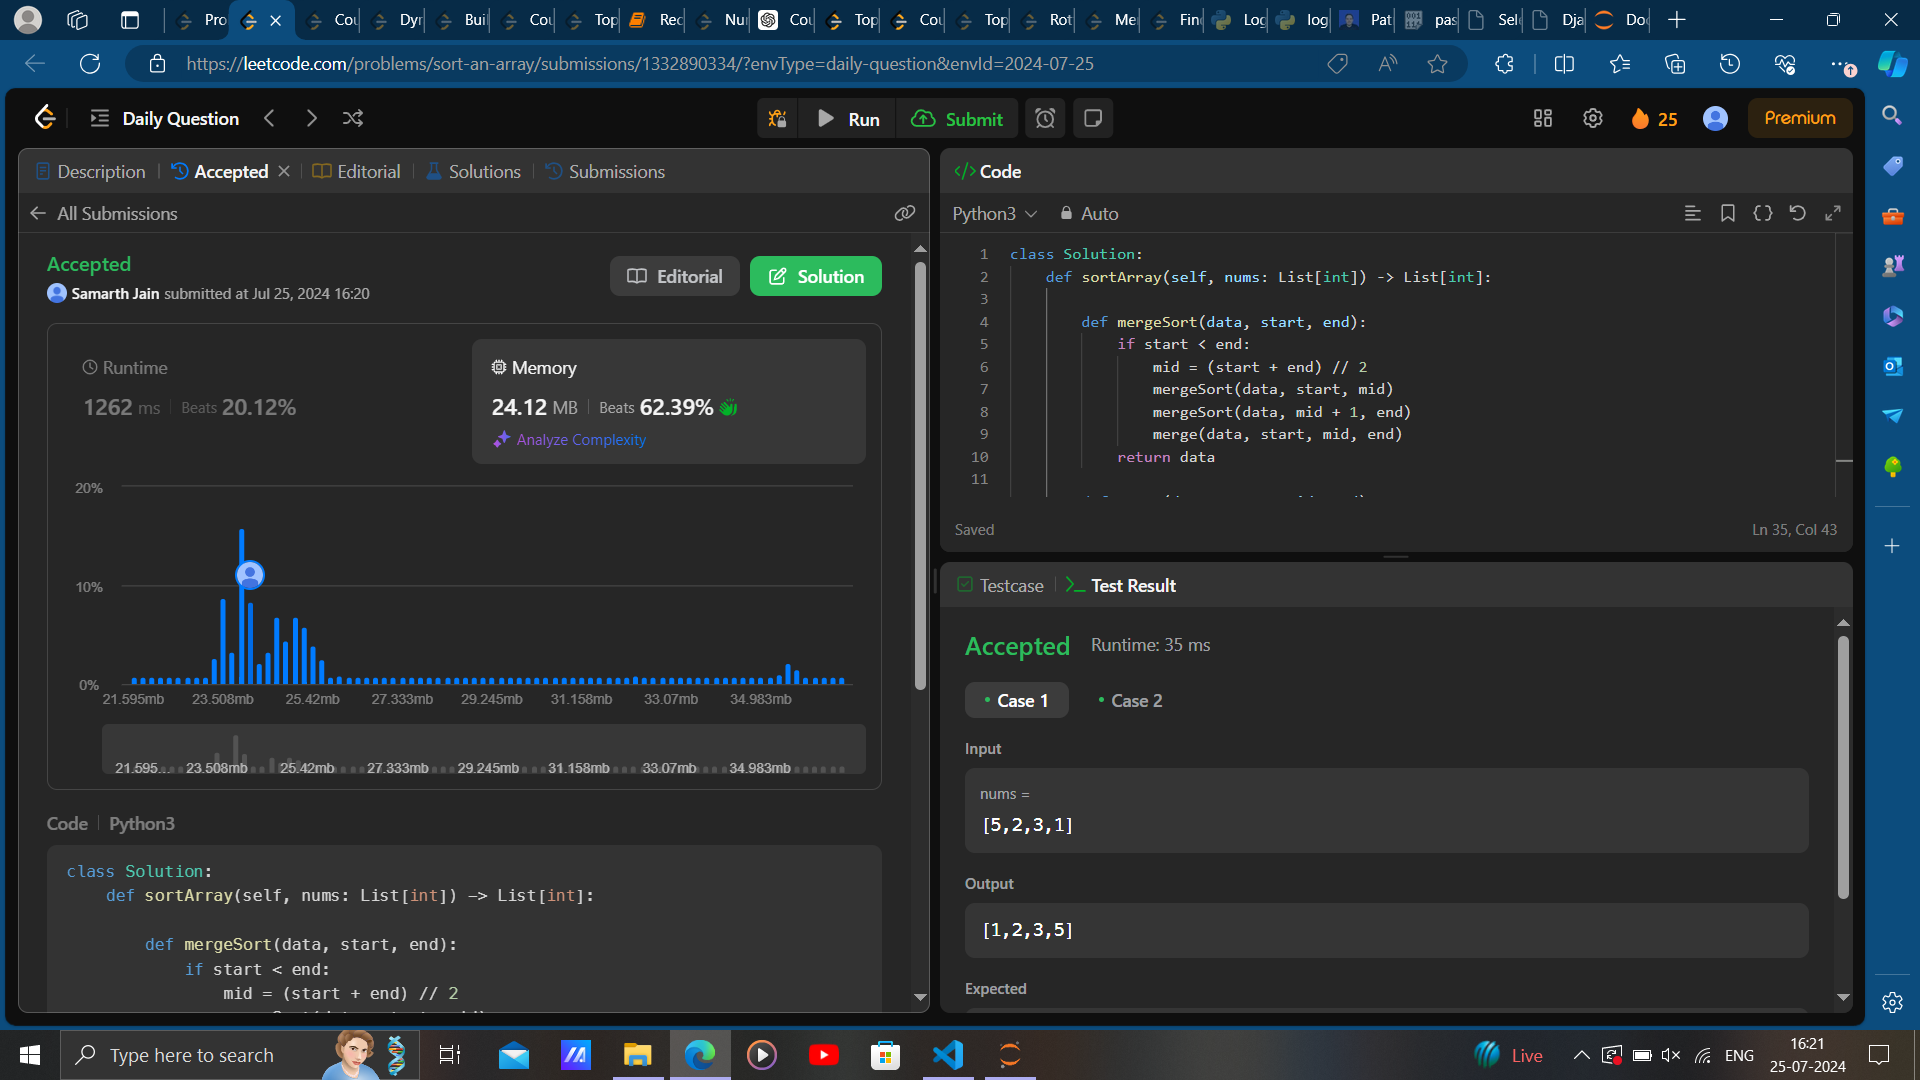 Pro
Cou
Dyn
Buil
Cou
Top
Rec
Nun
Cou
Top
Cou
Top
Rot
Me
Find
Log
log
Pat
pas
Sele
Dja
Doc
https://leetcode.com/problems/sort-an-array/submissions/1332890334/?envType=daily-question&envId=2024-07-25
Daily Question
Run
Submit
25
Premium
Description
Accepted
Editorial
Solutions
Submissions
All Submissions
Accepted
Samarth Jain submitted at Jul 25, 2024 16:20
Editorial
Solution
Runtime
1262 ms
Beats 20.12%
Memory
24.12 MB
Beats 62.39%
Analyze Complexity
20%
10%
0%
21.595mb 23.508mb 25.42mb 27.333mb 29.245mb 31.158mb 33.07mb 34.983mb
21.595... 23.508mb 25.42mb 27.333mb 29.245mb 31.158mb 33.07mb 34.983mb
Code
Python3
class Solution:
def sortArray(self, nums: List[int]) -> List[int]:
def mergeSort(data, start, end):
if start < end:
mid = (start + end) // 2
</> Code
Python3
Auto
1 class Solution:
2 def sortArray(self, nums: List[int]) -> List[int]:
3
4 def mergeSort(data, start, end):
5 if start < end:
6 mid = (start + end) // 2
7 mergeSort(data, start, mid)
8 mergeSort(data, mid + 1, end)
9 merge(data, start, mid, end)
10 return data
11
Saved
Ln 35, Col 43
Testcase
Test Result
Accepted
Runtime: 35 ms
Case 1
Case 2
Input
nums =
[5,2,3,1]
Output
[1,2,3,5]
Expected
Type here to search
Live
ENG
16:21
25-07-2024